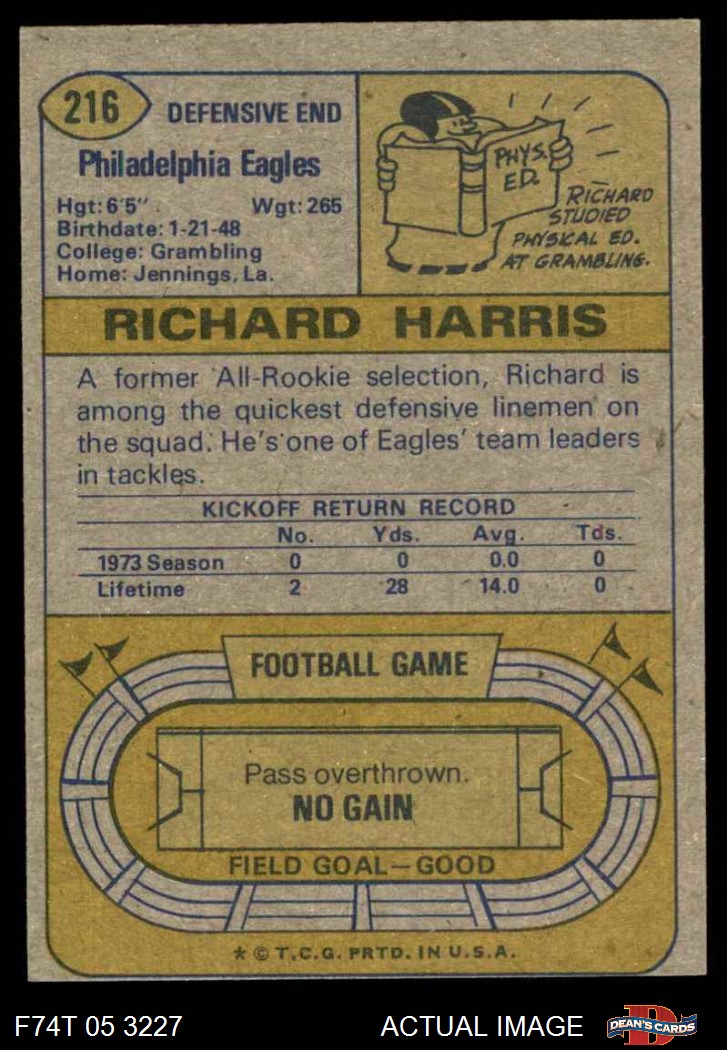 216
DEFENSIVE END
Philadelphia Eagles
Hgt: 6'5" Wgt: 265
Birthdate: 1-21-48
College: Grambling
Home: Jennings, La.
PHYS.
ED.
RICHARD
STUDIED
PHYSICAL ED.
AT GRAMBLING.
RICHARD HARRIS
A former All-Rookie selection, Richard is
among the quickest defensive linemen on
the squad. He's one of Eagles' team leaders
in tackles.
KICKOFF RETURN RECORD
No. Yds. Avg. Tds.
1973 Season 0 0 0.0 0
Lifetime 2 28 14.0 0
FOOTBALL GAME
Pass overthrown.
NO GAIN
FIELD GOAL—GOOD
* © T.C.G. PRTD. IN U.S.A.
F74T 05 3227
ACTUAL IMAGE
D
DEAN'S CARDS